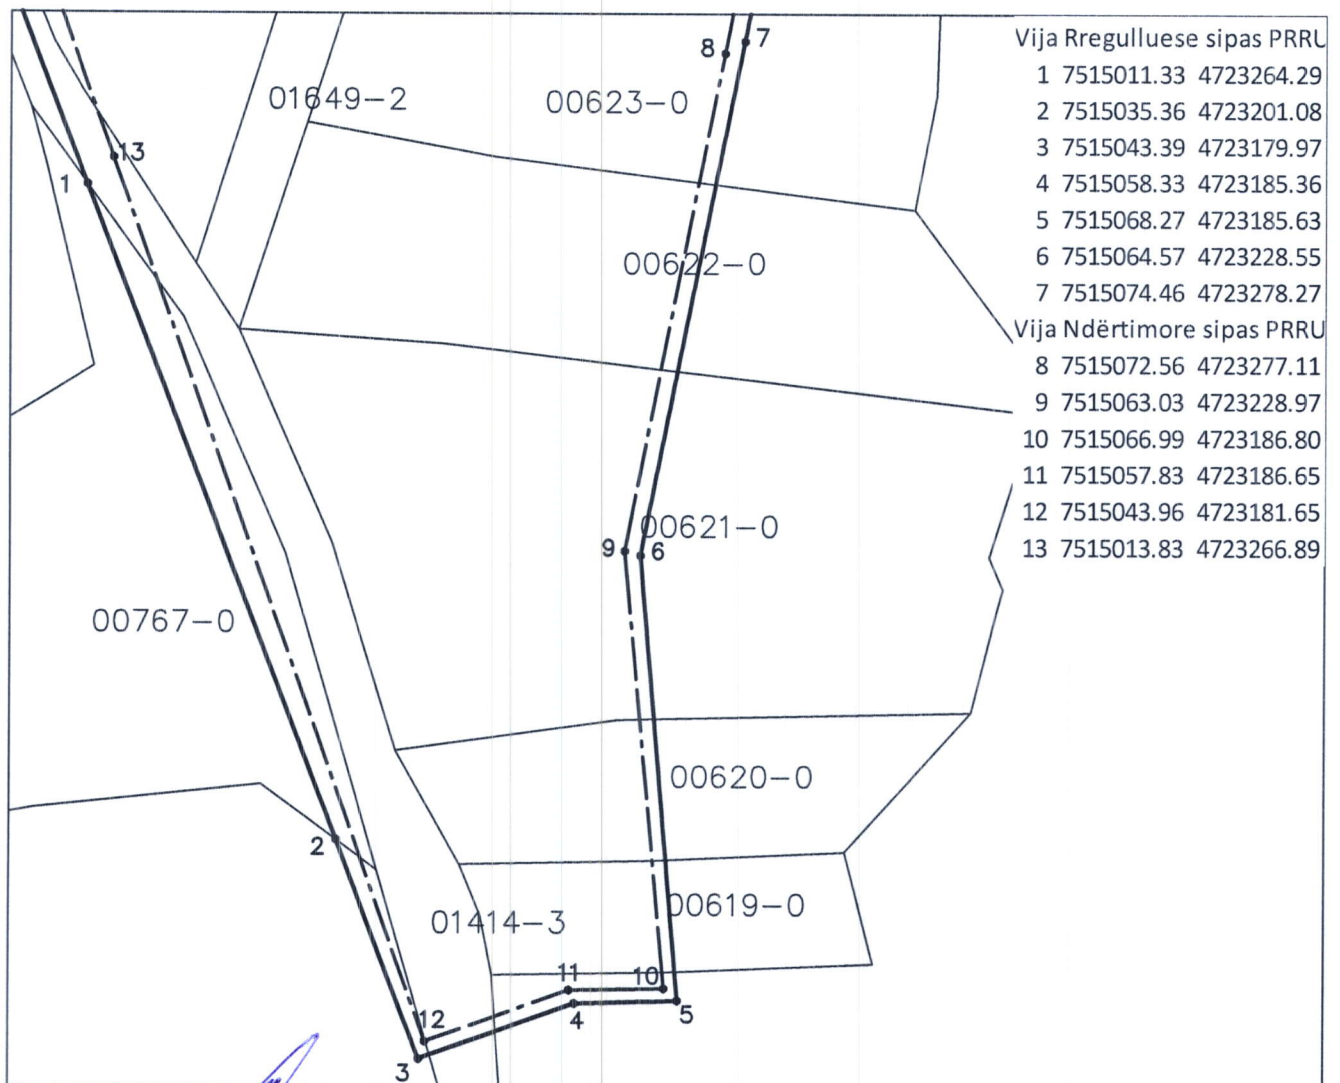 Vija Rregulluese sipas PRRU
1 7515011.33 4723264.29
2 7515035.36 4723201.08
3 7515043.39 4723179.97
4 7515058.33 4723185.36
5 7515068.27 4723185.63
6 7515064.57 4723228.55
7 7515074.46 4723278.27
Vija Ndërtimore sipas PRRU
8 7515072.56 4723277.11
9 7515063.03 4723228.97
10 7515066.99 4723186.80
11 7515057.83 4723186.65
12 7515043.96 4723181.65
13 7515013.83 4723266.89
8 7
01649-2 00623-0
13
1
00622-0
00621-0
9 6
00767-0
00620-0
2
00619-0
01414-3
11 10
4 5
12
3